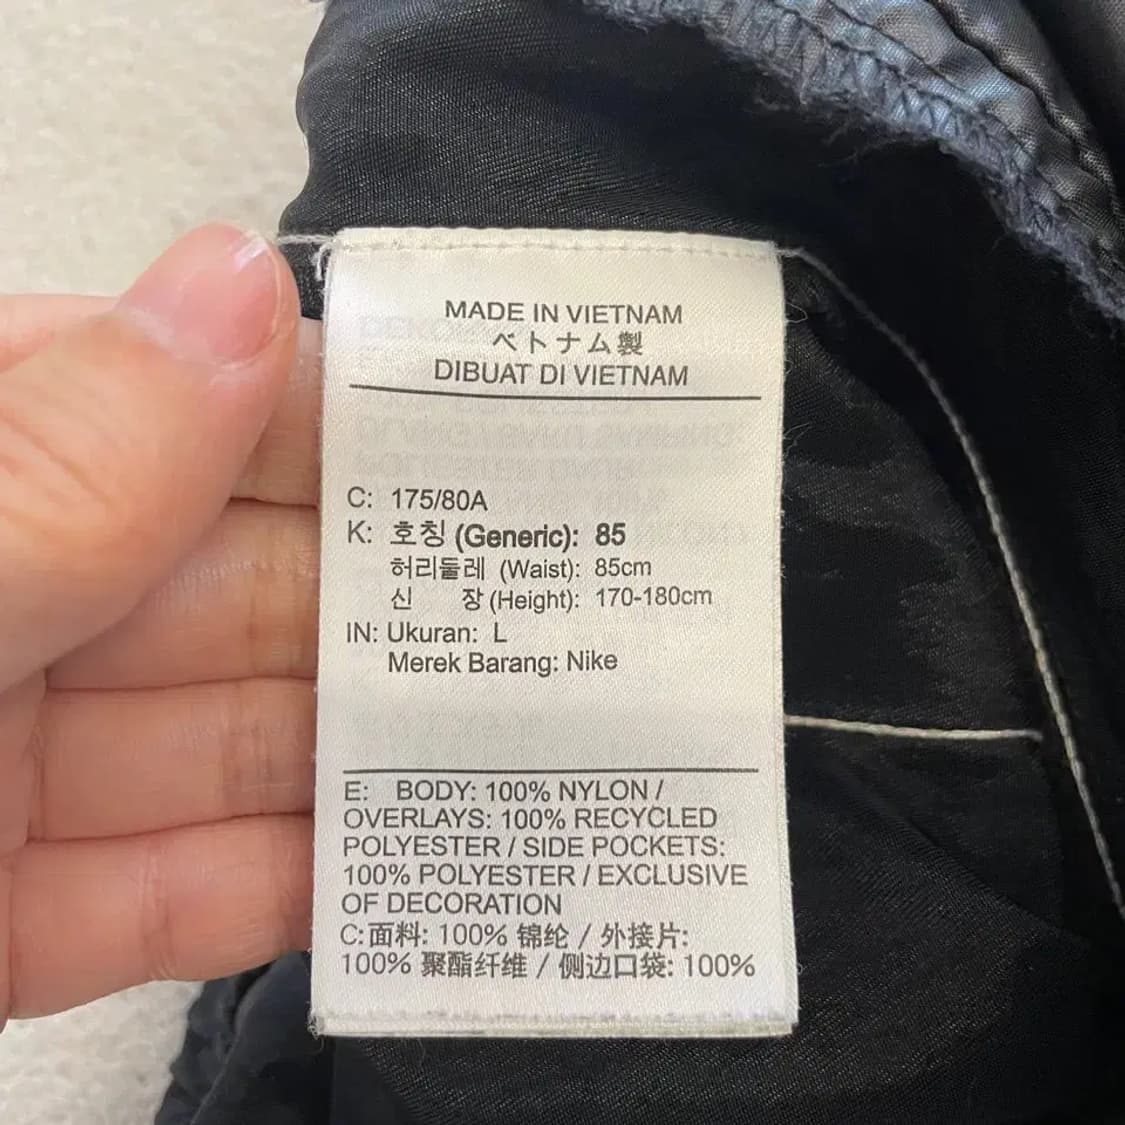 MADE IN VIETNAM
ベトナム製
DIBUAT DI VIETNAM
C: 175/80A
K: 호칭 (Generic): 85
허리둘레 (Waist): 85cm
신 장 (Height): 170-180cm
IN: Ukuran: L
Merek Barang: Nike
E: BODY: 100% NYLON /
OVERLAYS: 100% RECYCLED
POLYESTER / SIDE POCKETS:
100% POLYESTER / EXCLUSIVE
OF DECORATION
C:面料: 100% 锦纶 / 外接片:
100% 聚酯纤维 / 侧边口袋: 100%